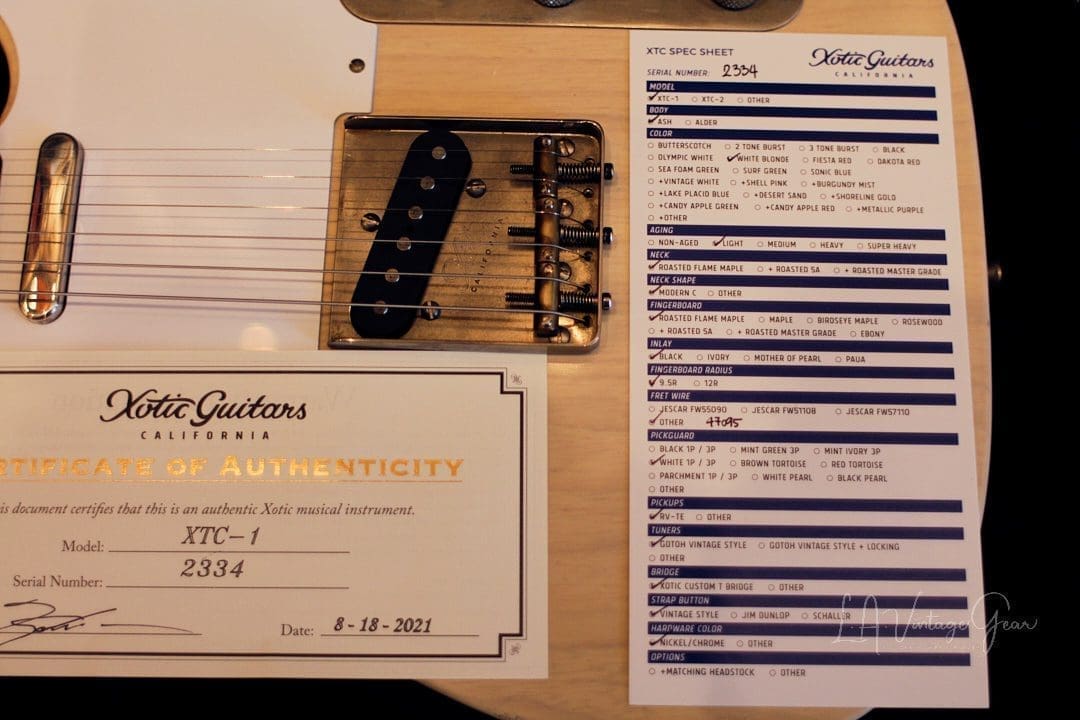 XTC SPEC SHEET
Xotic Guitars
CALIFORNIA
SERIAL NUMBER: 2334
MODEL
XTC-1 XTC-2 OTHER
BODY
ASH ALDER
COLOR
BUTTERSCOTCH 2 TONE BURST 3 TONE BURST BLACK
OLYMPIC WHITE WHITE BLONDE FIESTA RED DAKOTA RED
SEA FOAM GREEN SURF GREEN SONIC BLUE
+VINTAGE WHITE +SHELL PINK +BURGUNDY MIST
+LAKE PLACID BLUE +DESERT SAND +SHORELINE GOLD
+CANDY APPLE GREEN +CANDY APPLE RED +METALLIC PURPLE
+OTHER
AGING
NON-AGED LIGHT MEDIUM HEAVY SUPER HEAVY
NECK
ROASTED FLAME MAPLE + ROASTED 5A + ROASTED MASTER GRADE
NECK SHAPE
MODERN C OTHER
FINGERBOARD
ROASTED FLAME MAPLE MAPLE BIRDSEYE MAPLE ROSEWOOD
+ ROASTED 5A + ROASTED MASTER GRADE EBONY
INLAY
BLACK IVORY MOTHER OF PEARL PAUA
FINGERBOARD RADIUS
9.5R 12R
FRET WIRE
JESCAR FW55090 JESCAR FW51108 JESCAR FW57110
OTHER 47095
PICKGUARD
BLACK 1P / 3P MINT GREEN 3P MINT IVORY 3P
WHITE 1P / 3P BROWN TORTOISE RED TORTOISE
PARCHMENT 1P / 3P WHITE PEARL BLACK PEARL
OTHER
PICKUPS
RV-TE OTHER
TUNERS
GOTOH VINTAGE STYLE GOTOH VINTAGE STYLE + LOCKING
OTHER
BRIDGE
XOTIC CUSTOM T BRIDGE OTHER
STRAP BUTTON
VINTAGE STYLE JIM DUNLOP SCHALLER
HARDWARE COLOR
NICKEL/CHROME OTHER
OPTIONS
+MATCHING HEADSTOCK OTHER
CALIFORNIA
Xotic Guitars
CALIFORNIA
RTIFICATE OF AUTHENTICITY
is document certifies that this is an authentic Xotic musical instrument.
Model: XTC-1
Serial Number: 2334
Date: 8-18-2021
L.A. Vintage Gear